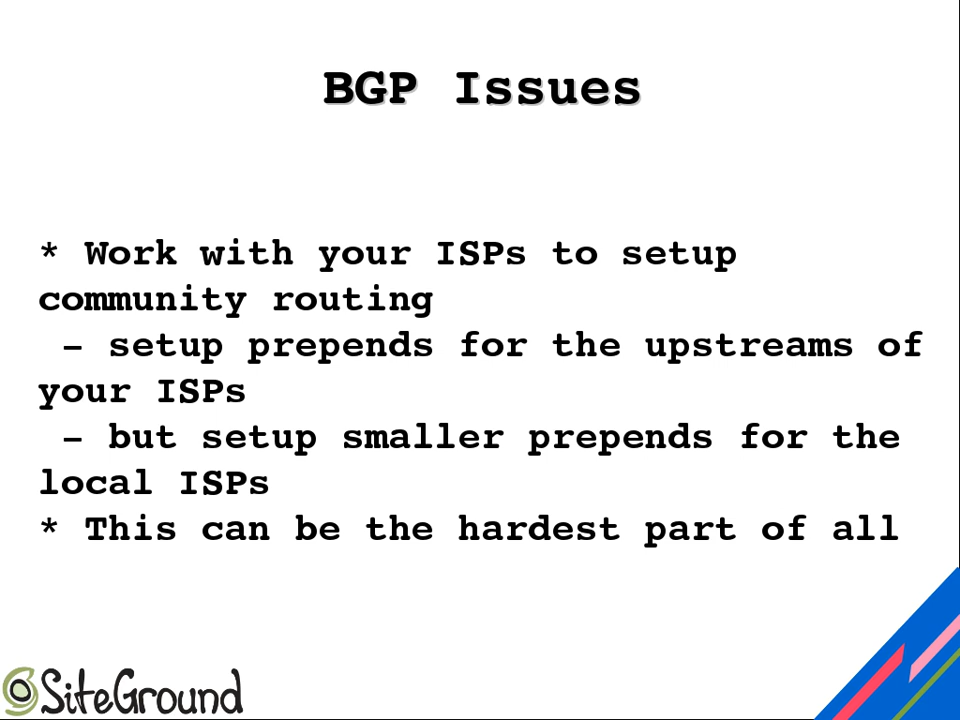 BGP Issues
* Work with your ISPs to setup
community routing
- setup prepends for the upstreams of
your ISPs
- but setup smaller prepends for the
local ISPs
* This can be the hardest part of all
SiteGround